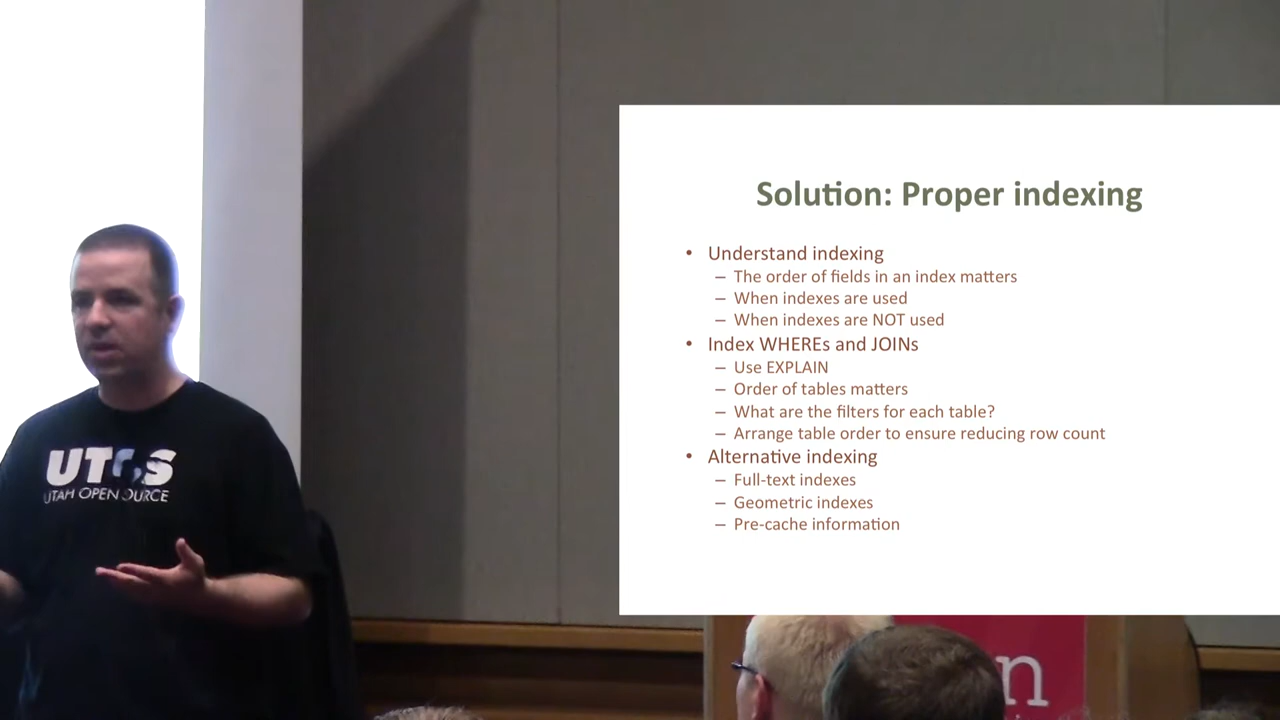 Solution: Proper indexing
• Understand indexing
– The order of fields in an index matters
– When indexes are used
– When indexes are NOT used
• Index WHEREs and JOINs
– Use EXPLAIN
– Order of tables matters
– What are the filters for each table?
– Arrange table order to ensure reducing row count
• Alternative indexing
– Full-text indexes
– Geometric indexes
– Pre-cache information
UTOS
UTAH OPEN SOURCE
n